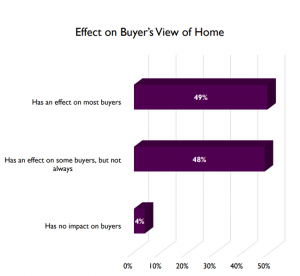 Effect on Buyer's View of Home
49%
Has an effect on most buyers
48%
Has an effect on some buyers, but not
always
4%
Has no impact on buyers
0% 10% 20% 30% 40% 50%